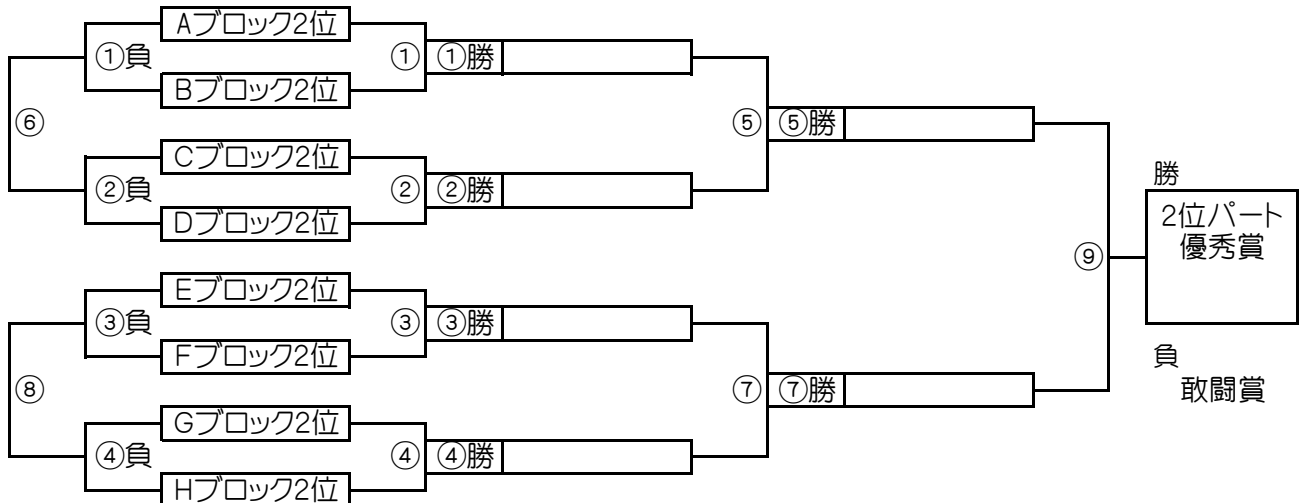 Aブロック2位
①負 ① ①勝
Bブロック2位
⑥ ⑤ ⑤勝
Cブロック2位
②負 ② ②勝
Dブロック2位
勝
2位パート
優秀賞
⑨
Eブロック2位
③負 ③ ③勝
Fブロック2位
負
敢闘賞
⑧ ⑦ ⑦勝
Gブロック2位
④負 ④ ④勝
Hブロック2位